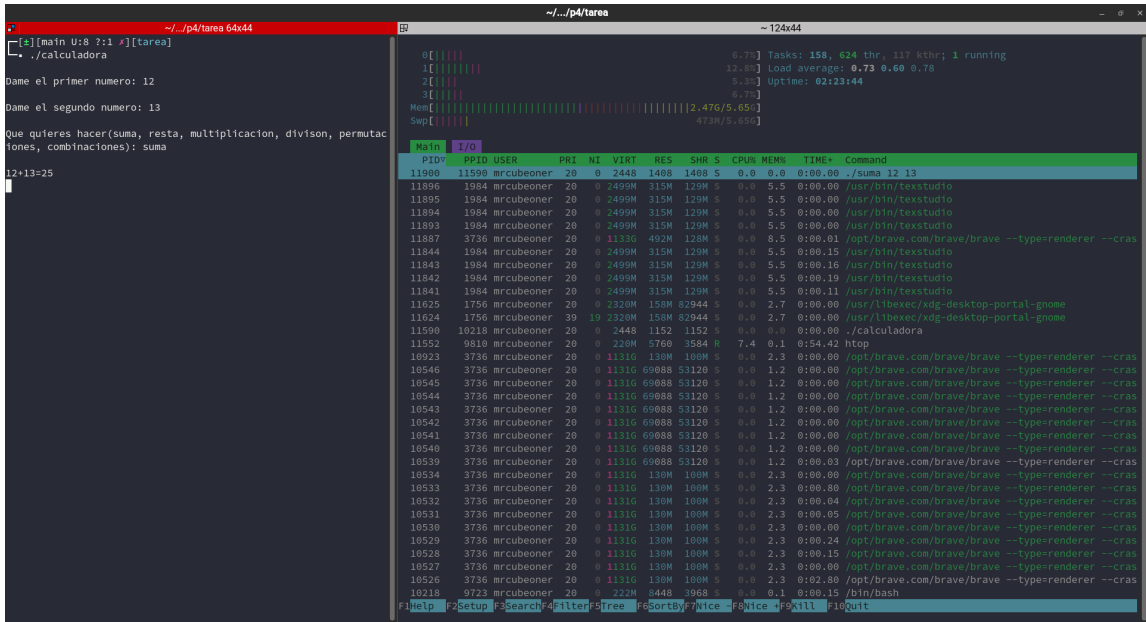 ~/.../p4/tarea
~/.../p4/tarea 64x44
[±][main U:8 ?:1 ✗][tarea]
./calculadora
Dame el primer numero: 12
Dame el segundo numero: 13
Que quieres hacer(suma, resta, multiplicacion, divison, permutac
iones, combinaciones): suma
12+13=25
~ 124x44
0[||||| 6.7%] Tasks: 158, 624 thr, 117 kthr; 1 running
1[|||||||| 12.8%] Load average: 0.73 0.60 0.78
2[|||| 5.3%] Uptime: 02:23:44
3[||||| 6.7%]
Mem[||||||||||||||||||||||||||||||||||||||||||||2.47G/5.65G]
Swp[|||||| 473M/5.65G]
Main I/O
PID▽ PPID USER PRI NI VIRT RES SHR S CPU% MEM% TIME+ Command
11900 11590 mrcubeoner 20 0 2448 1408 1408 S 0.0 0.0 0:00.00 ./suma 12 13
11896 1984 mrcubeoner 20 0 2499M 315M 129M S 0.0 5.5 0:00.00 /usr/bin/texstudio
11895 1984 mrcubeoner 20 0 2499M 315M 129M S 0.0 5.5 0:00.00 /usr/bin/texstudio
11894 1984 mrcubeoner 20 0 2499M 315M 129M S 0.0 5.5 0:00.00 /usr/bin/texstudio
11893 1984 mrcubeoner 20 0 2499M 315M 129M S 0.0 5.5 0:00.00 /usr/bin/texstudio
11887 3736 mrcubeoner 20 0 1133G 492M 128M S 0.0 8.5 0:00.01 /opt/brave.com/brave/brave --type=renderer --cras
11844 1984 mrcubeoner 20 0 2499M 315M 129M S 0.0 5.5 0:00.15 /usr/bin/texstudio
11843 1984 mrcubeoner 20 0 2499M 315M 129M S 0.0 5.5 0:00.16 /usr/bin/texstudio
11842 1984 mrcubeoner 20 0 2499M 315M 129M S 0.0 5.5 0:00.19 /usr/bin/texstudio
11841 1984 mrcubeoner 20 0 2499M 315M 129M S 0.0 5.5 0:00.11 /usr/bin/texstudio
11625 1756 mrcubeoner 20 0 2320M 158M 82944 S 0.0 2.7 0:00.00 /usr/libexec/xdg-desktop-portal-gnome
11624 1756 mrcubeoner 39 19 2320M 158M 82944 S 0.0 2.7 0:00.00 /usr/libexec/xdg-desktop-portal-gnome
11590 10218 mrcubeoner 20 0 2448 1152 1152 S 0.0 0.0 0:00.00 ./calculadora
11552 9810 mrcubeoner 20 0 220M 5760 3584 R 7.4 0.1 0:54.42 htop
10923 3736 mrcubeoner 20 0 1131G 130M 100M S 0.0 2.3 0:00.00 /opt/brave.com/brave/brave --type=renderer --cras
10546 3736 mrcubeoner 20 0 1131G 69088 53120 S 0.0 1.2 0:00.00 /opt/brave.com/brave/brave --type=renderer --cras
10545 3736 mrcubeoner 20 0 1131G 69088 53120 S 0.0 1.2 0:00.00 /opt/brave.com/brave/brave --type=renderer --cras
10544 3736 mrcubeoner 20 0 1131G 69088 53120 S 0.0 1.2 0:00.00 /opt/brave.com/brave/brave --type=renderer --cras
10543 3736 mrcubeoner 20 0 1131G 69088 53120 S 0.0 1.2 0:00.00 /opt/brave.com/brave/brave --type=renderer --cras
10542 3736 mrcubeoner 20 0 1131G 69088 53120 S 0.0 1.2 0:00.00 /opt/brave.com/brave/brave --type=renderer --cras
10541 3736 mrcubeoner 20 0 1131G 69088 53120 S 0.0 1.2 0:00.00 /opt/brave.com/brave/brave --type=renderer --cras
10540 3736 mrcubeoner 20 0 1131G 69088 53120 S 0.0 1.2 0:00.00 /opt/brave.com/brave/brave --type=renderer --cras
10539 3736 mrcubeoner 20 0 1131G 69088 53120 S 0.0 1.2 0:00.03 /opt/brave.com/brave/brave --type=renderer --cras
10534 3736 mrcubeoner 20 0 1131G 130M 100M S 0.0 2.3 0:00.00 /opt/brave.com/brave/brave --type=renderer --cras
10533 3736 mrcubeoner 20 0 1131G 130M 100M S 0.0 2.3 0:00.80 /opt/brave.com/brave/brave --type=renderer --cras
10532 3736 mrcubeoner 20 0 1131G 130M 100M S 0.0 2.3 0:00.04 /opt/brave.com/brave/brave --type=renderer --cras
10531 3736 mrcubeoner 20 0 1131G 130M 100M S 0.0 2.3 0:00.05 /opt/brave.com/brave/brave --type=renderer --cras
10530 3736 mrcubeoner 20 0 1131G 130M 100M S 0.0 2.3 0:00.00 /opt/brave.com/brave/brave --type=renderer --cras
10529 3736 mrcubeoner 20 0 1131G 130M 100M S 0.0 2.3 0:00.24 /opt/brave.com/brave/brave --type=renderer --cras
10528 3736 mrcubeoner 20 0 1131G 130M 100M S 0.0 2.3 0:00.15 /opt/brave.com/brave/brave --type=renderer --cras
10527 3736 mrcubeoner 20 0 1131G 130M 100M S 0.0 2.3 0:00.00 /opt/brave.com/brave/brave --type=renderer --cras
10526 3736 mrcubeoner 20 0 1131G 130M 100M S 0.0 2.3 0:02.80 /opt/brave.com/brave/brave --type=renderer --cras
10218 9723 mrcubeoner 20 0 222M 8448 3968 S 0.0 0.1 0:00.15 /bin/bash
F1Help F2Setup F3SearchF4FilterF5Tree F6SortByF7Nice -F8Nice +F9Kill F10Quit